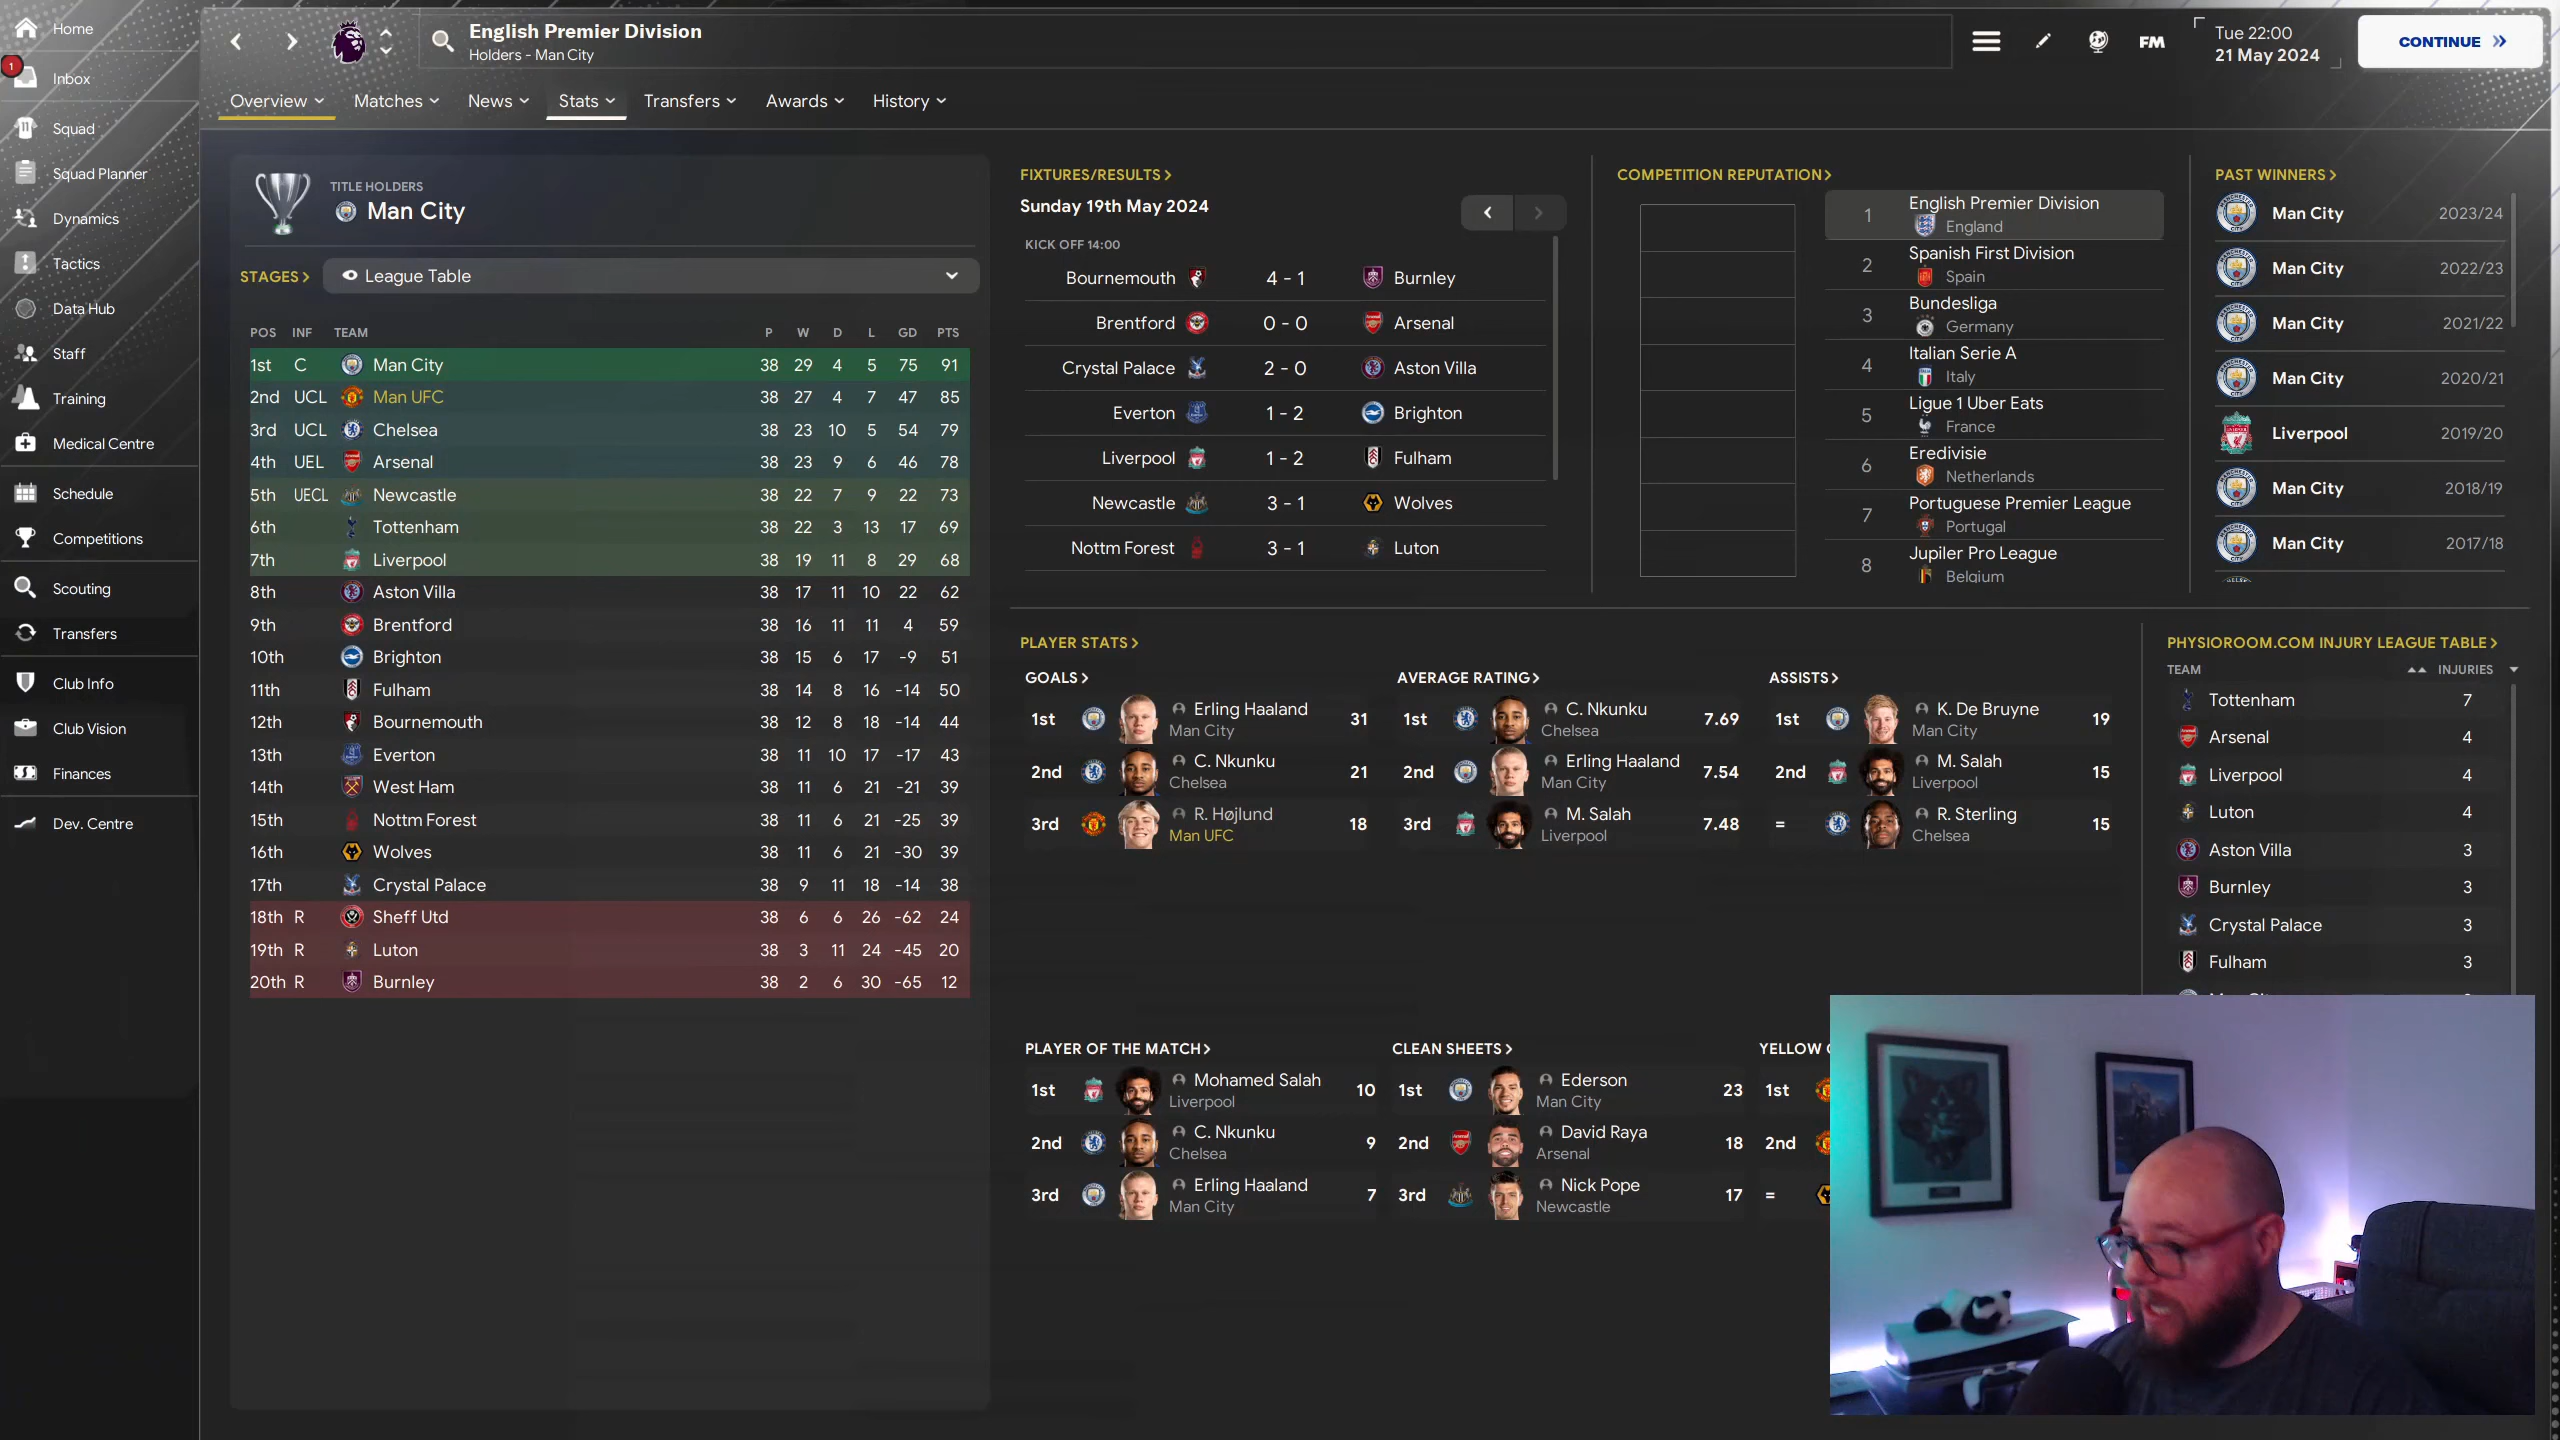 Home
1
Inbox
Squad
Squad Planner
Dynamics
Tactics
Data Hub
Staff
Training
Medical Centre
Schedule
Competitions
Scouting
Transfers
Club Info
Club Vision
Finances
Dev. Centre
English Premier Division
Holders - Man City
FM
Tue 22:00
21 May 2024
CONTINUE
Overview
Matches
News
Stats
Transfers
Awards
History
TITLE HOLDERS
Man City
STAGES
League Table
POS INF TEAM P W D L GD PTS
1st C Man City 38 29 4 5 75 91
2nd UCL Man UFC 38 27 4 7 47 85
3rd UCL Chelsea 38 23 10 5 54 79
4th UEL Arsenal 38 23 9 6 46 78
5th UECL Newcastle 38 22 7 9 22 73
6th Tottenham 38 22 3 13 17 69
7th Liverpool 38 19 11 8 29 68
8th Aston Villa 38 17 11 10 22 62
9th Brentford 38 16 11 11 4 59
10th Brighton 38 15 6 17 -9 51
11th Fulham 38 14 8 16 -14 50
12th Bournemouth 38 12 8 18 -14 44
13th Everton 38 11 10 17 -17 43
14th West Ham 38 11 6 21 -21 39
15th Nottm Forest 38 11 6 21 -25 39
16th Wolves 38 11 6 21 -30 39
17th Crystal Palace 38 9 11 18 -14 38
18th R Sheff Utd 38 6 6 26 -62 24
19th R Luton 38 3 11 24 -45 20
20th R Burnley 38 2 6 30 -65 12
FIXTURES/RESULTS
Sunday 19th May 2024
KICK OFF 14:00
Bournemouth 4 - 1 Burnley
Brentford 0 - 0 Arsenal
Crystal Palace 2 - 0 Aston Villa
Everton 1 - 2 Brighton
Liverpool 1 - 2 Fulham
Newcastle 3 - 1 Wolves
Nottm Forest 3 - 1 Luton
COMPETITION REPUTATION
1 English Premier Division
England
2 Spanish First Division
Spain
3 Bundesliga
Germany
4 Italian Serie A
Italy
5 Ligue 1 Uber Eats
France
6 Eredivisie
Netherlands
7 Portuguese Premier League
Portugal
8 Jupiler Pro League
Belgium
PAST WINNERS
Man City 2023/24
Man City 2022/23
Man City 2021/22
Man City 2020/21
Liverpool 2019/20
Man City 2018/19
Man City 2017/18
PLAYER STATS
GOALS
1st Erling Haaland 31
Man City
2nd C. Nkunku 21
Chelsea
3rd R. Højlund 18
Man UFC
AVERAGE RATING
1st C. Nkunku 7.69
Chelsea
2nd Erling Haaland 7.54
Man City
3rd M. Salah 7.48
Liverpool
ASSISTS
1st K. De Bruyne 19
Man City
2nd M. Salah 15
Liverpool
= R. Sterling 15
Chelsea
PHYSIOROOM.COM INJURY LEAGUE TABLE
TEAM INJURIES
Tottenham 7
Arsenal 4
Liverpool 4
Luton 4
Aston Villa 3
Burnley 3
Crystal Palace 3
Fulham 3
PLAYER OF THE MATCH
1st Mohamed Salah 10
Liverpool
2nd C. Nkunku 9
Chelsea
3rd Erling Haaland 7
Man City
CLEAN SHEETS
1st Ederson 23
Man City
2nd David Raya 18
Arsenal
3rd Nick Pope 17
Newcastle
YELLOW
1st
2nd
=